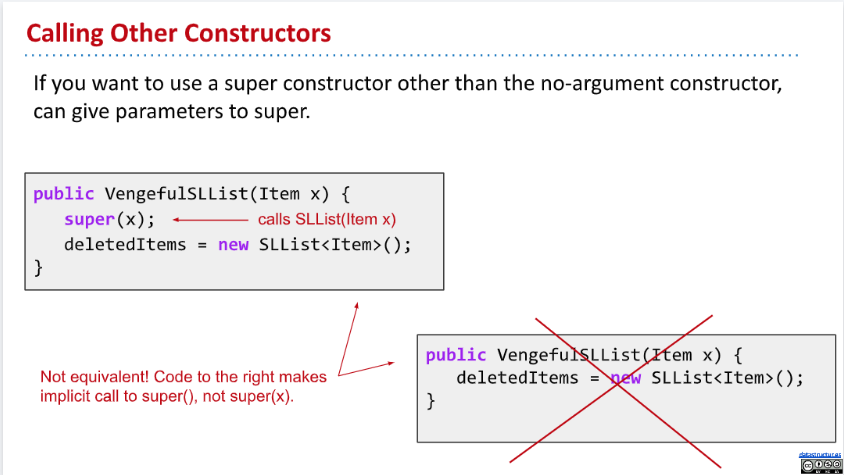 Calling Other Constructors
If you want to use a super constructor other than the no-argument constructor,
can give parameters to super.
public VengefulSLList(Item x) {
super(x); calls SLList(Item x)
deletedItems = new SLList<Item>();
}
Not equivalent! Code to the right makes
implicit call to super(), not super(x).
public VengefulSLList(Item x) {
deletedItems = new SLList<Item>();
}
datastructur.es